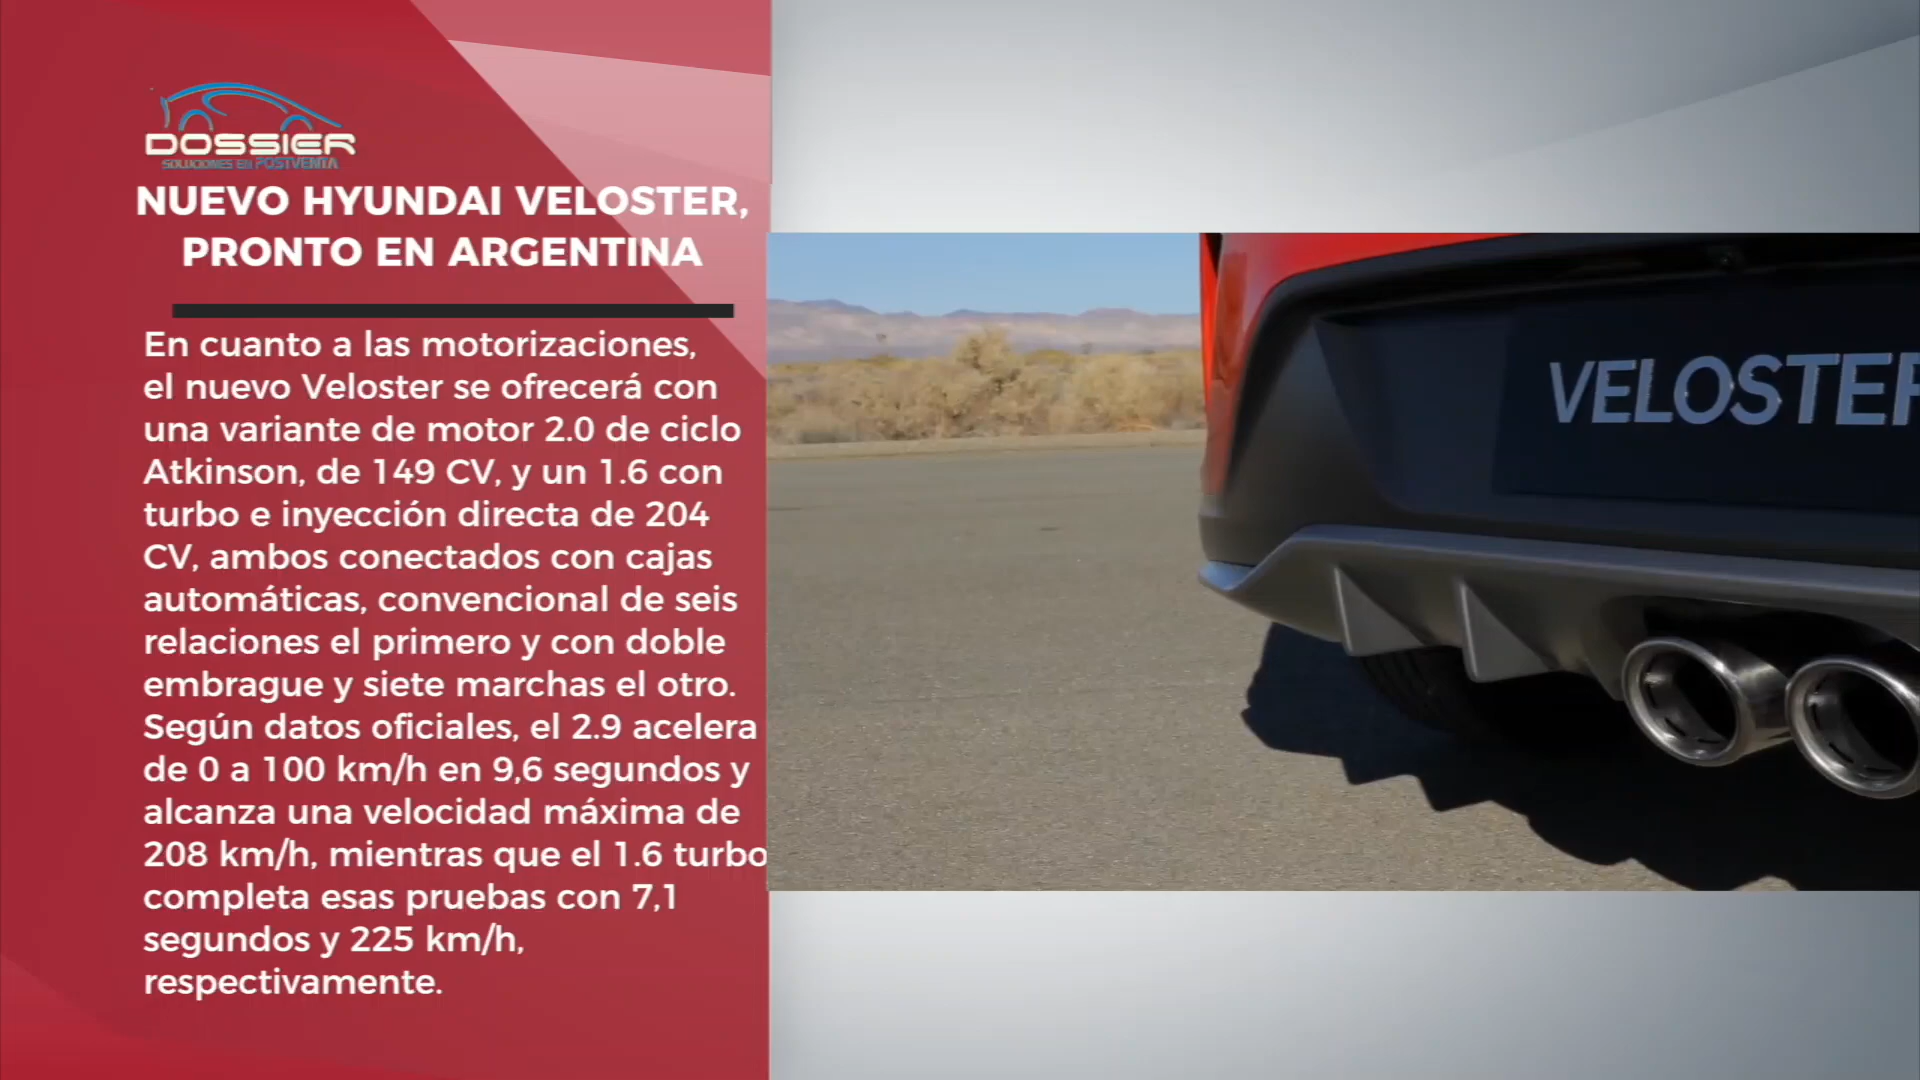 DOSSIER
SOLUCIONES EN POSTVENTA
NUEVO HYUNDAI VELOSTER,
PRONTO EN ARGENTINA
En cuanto a las motorizaciones,
el nuevo Veloster se ofrecerá con
una variante de motor 2.0 de ciclo
Atkinson, de 149 CV, y un 1.6 con
turbo e inyección directa de 204
CV, ambos conectados con cajas
automáticas, convencional de seis
relaciones el primero y con doble
embrague y siete marchas el otro.
Según datos oficiales, el 2.9 acelera
de 0 a 100 km/h en 9,6 segundos y
alcanza una velocidad máxima de
208 km/h, mientras que el 1.6 turbo
completa esas pruebas con 7,1
segundos y 225 km/h,
respectivamente.
VELOSTER